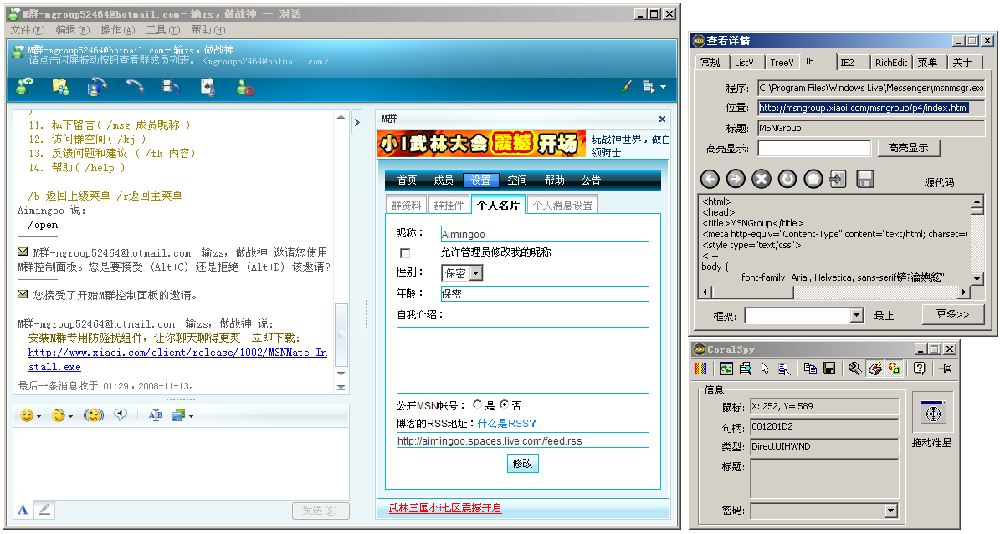 M群-mgroup52464@hotmail.com—输zs，做战神 — 对话
文件(F) 编辑(E) 操作(A) 工具(T) 帮助(H)
M群-mgroup52464@hotmail.com—输zs，做战神
请点击闪屏振动按钮查看群成员列表。 <mgroup52464@hotmail.com>
)
11. 私下留言( /msg 成员昵称 )
12. 访问群空间( /kj )
13. 反馈问题和建议 ( /fk 内容)
14. 帮助( /help )
/b 返回上级菜单 /r返回主菜单
Aimingoo 说:
/open
M群-mgroup52464@hotmail.com—输zs，做战神 邀请您使用
M群控制面板。您是要接受 (Alt+C) 还是拒绝 (Alt+D) 该邀请?
您接受了开始M群控制面板的邀请。
M群-mgroup52464@hotmail.com—输zs，做战神 说:
安装M群专用防骚扰组件，让你聊天聊得更爽！立即下载:
http://www.xiaoi.com/client/release/1002/MSNMate_In
stall.exe
最后一条消息收于 01:29，2008-11-13。
A
发送(S)
M群
小i武林大会 震撼 开场
玩战神世界，做白
领骑士
首页 成员 设置 空间 帮助 公告
群资料 群挂件 个人名片 个人消息设置
昵称： Aimingoo
允许管理员修改我的昵称
性别： 保密
年龄： 保密
自我介绍：
公开MSN帐号： 是 否
博客的RSS地址：什么是RSS?
http://aimingoo.spaces.live.com/feed.rss
修改
武林三国小i七区震撼开启
查看详情
常规 ListV TreeV IE IE2 RichEdit 菜单 关于
程序: C:\Program Files\Windows Live\Messenger\msnmsgr.exe
位置: http://msngroup.xiaoi.com/msngroup/p4/index.html
标题: MSNGroup
高亮显示: 高亮显示
源代码:
<html>
<head>
<title>MSNGroup</title>
<meta http-equiv="Content-Type" content="text/html; charset=u
<style type="text/css">
<!--
body {
font-family: Arial, Helvetica, sans-serif
框架: 最上 更多>>
CoralSpy
信息
鼠标: X: 252, Y= 589
句柄: 001201D2
类型: DirectUIHWND
标题:
密码:
拖动准星